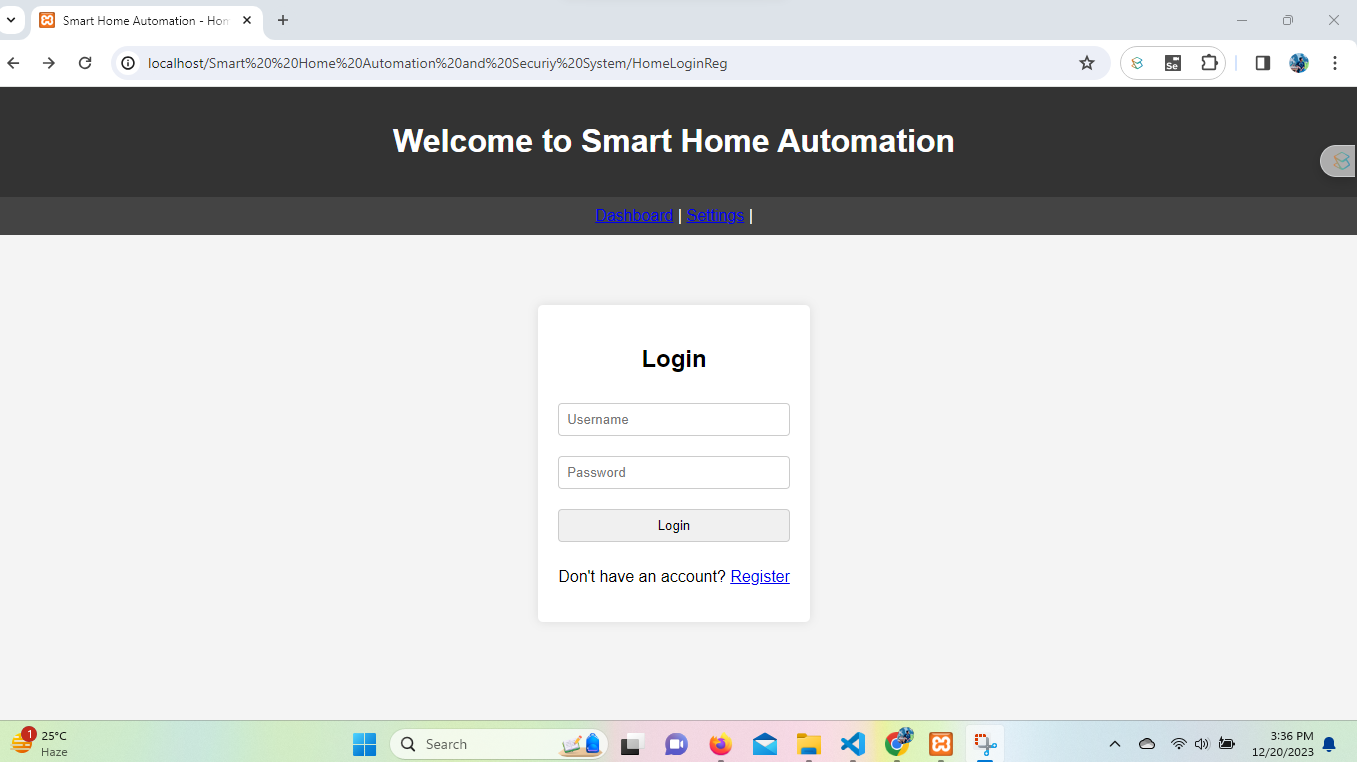 Smart Home Automation - Hom
localhost/Smart%20%20Home%20Automation%20and%20Securiy%20System/HomeLoginReg
Se
Welcome to Smart Home Automation
Dashboard | Settings |
Login
Username
Password
Login
Don't have an account? Register
1
25°C
Haze
Search
3:36 PM
12/20/2023